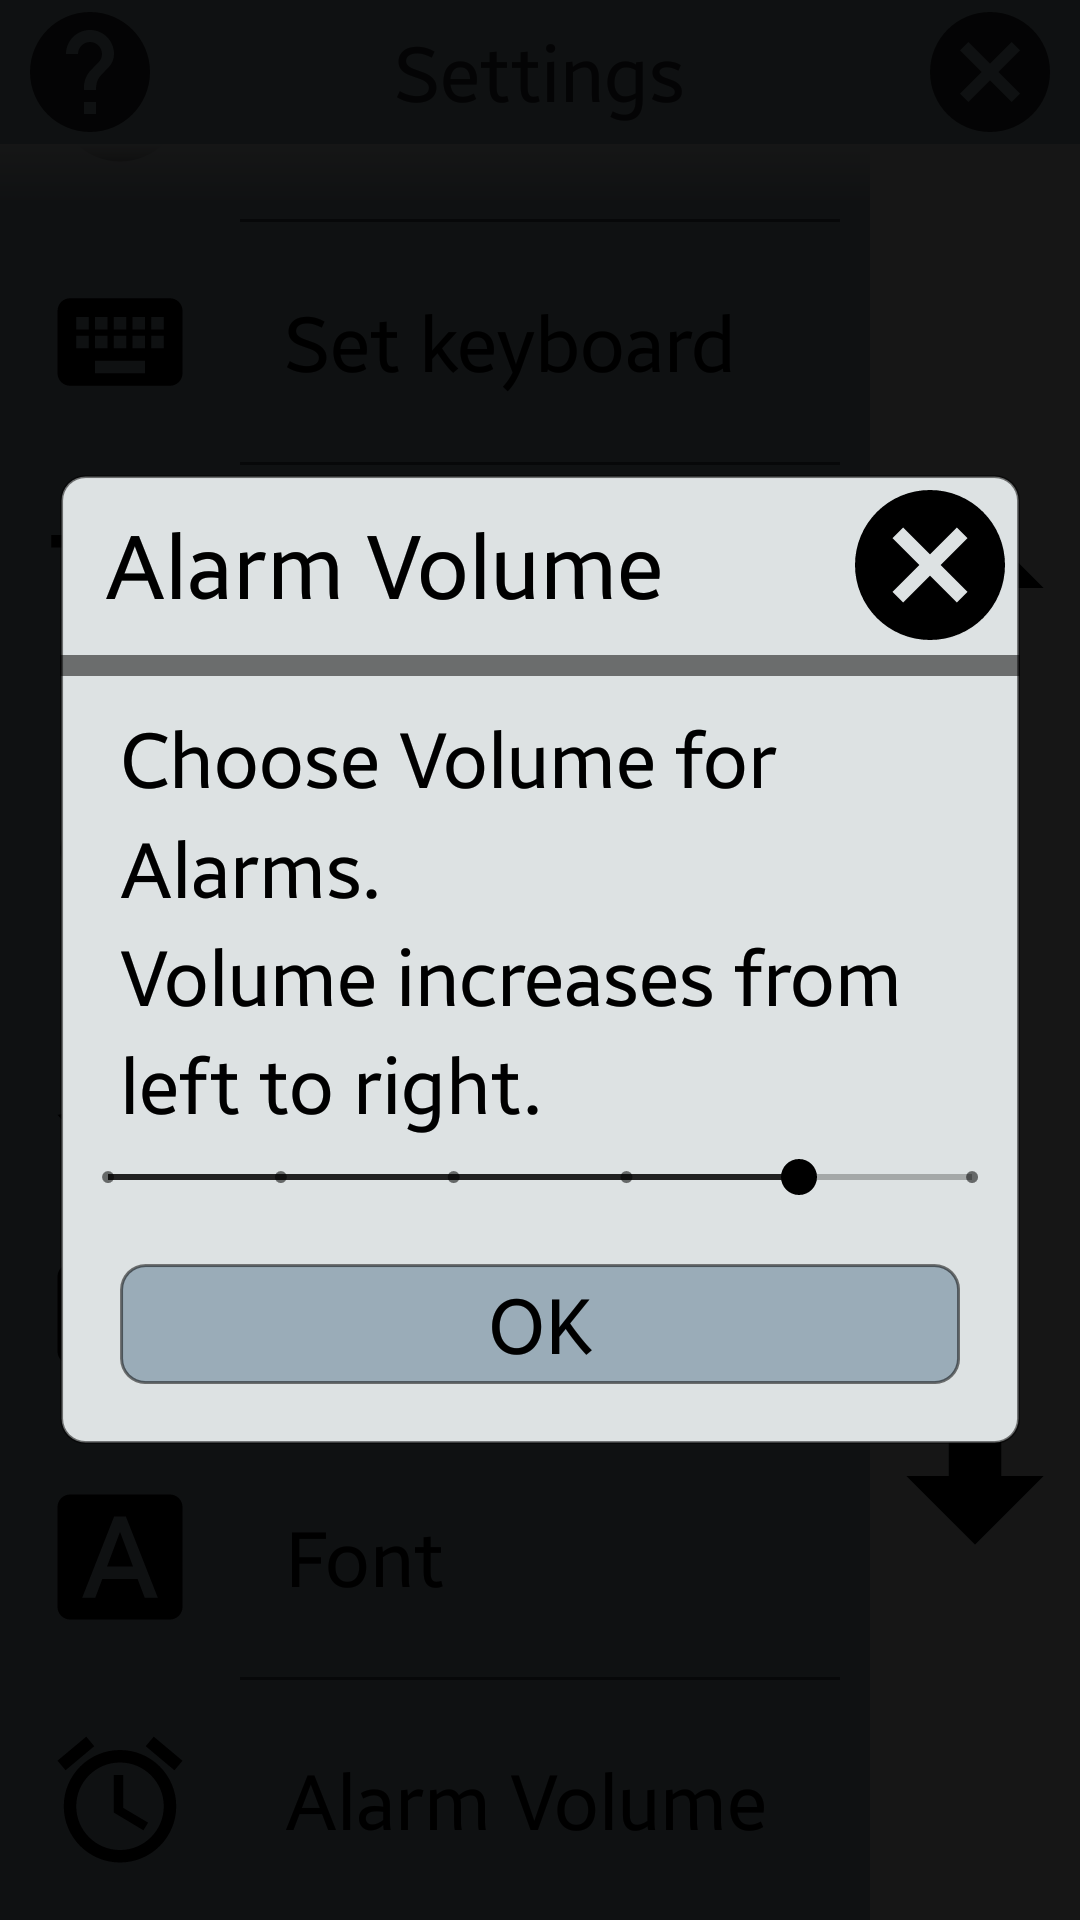 Settings
Set keyboard
Alarm Volume
Choose Volume for
Alarms.
Volume increases from
left to right.
OK
Font
Alarm Volume